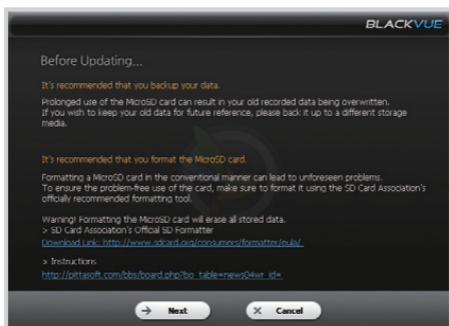 BLACKVUE
Before Updating...
It's recommended that you backup your data.
Prolonged use of the MicroSD card can result in your old recorded data being overwritten.
If you wish to keep your old data for future reference, please back it up to a different storage
media.
It's recommended that you format the MicroSD card.
Formatting a MicroSD card in the conventional manner can lead to unforeseen problems.
To ensure the problem-free use of the card, make sure to format it using the SD Card Association's
officially recommended formatting tool.
Warning! Formatting the MicroSD card will erase all stored data.
> SD Card Association's Official SD Formatter
Download Link: http://www.sdcard.org/consumers/formatter/eula/
> Instructions
http://pittasoft.com/bbs/board.php?bo_table=news04wr_id=
Next
Cancel